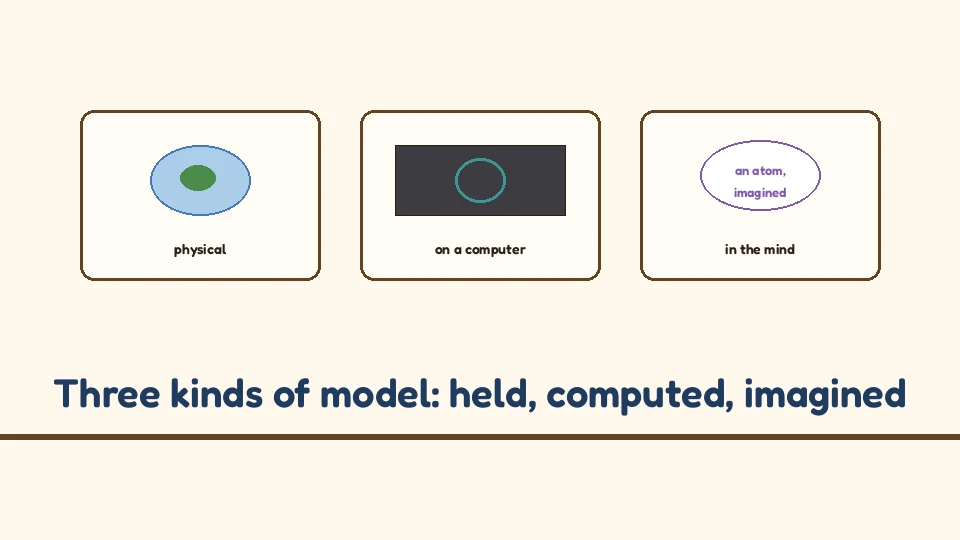 an atom,
imagined
physical
on a computer
in the mind
Three kinds of model: held, computed, imagined